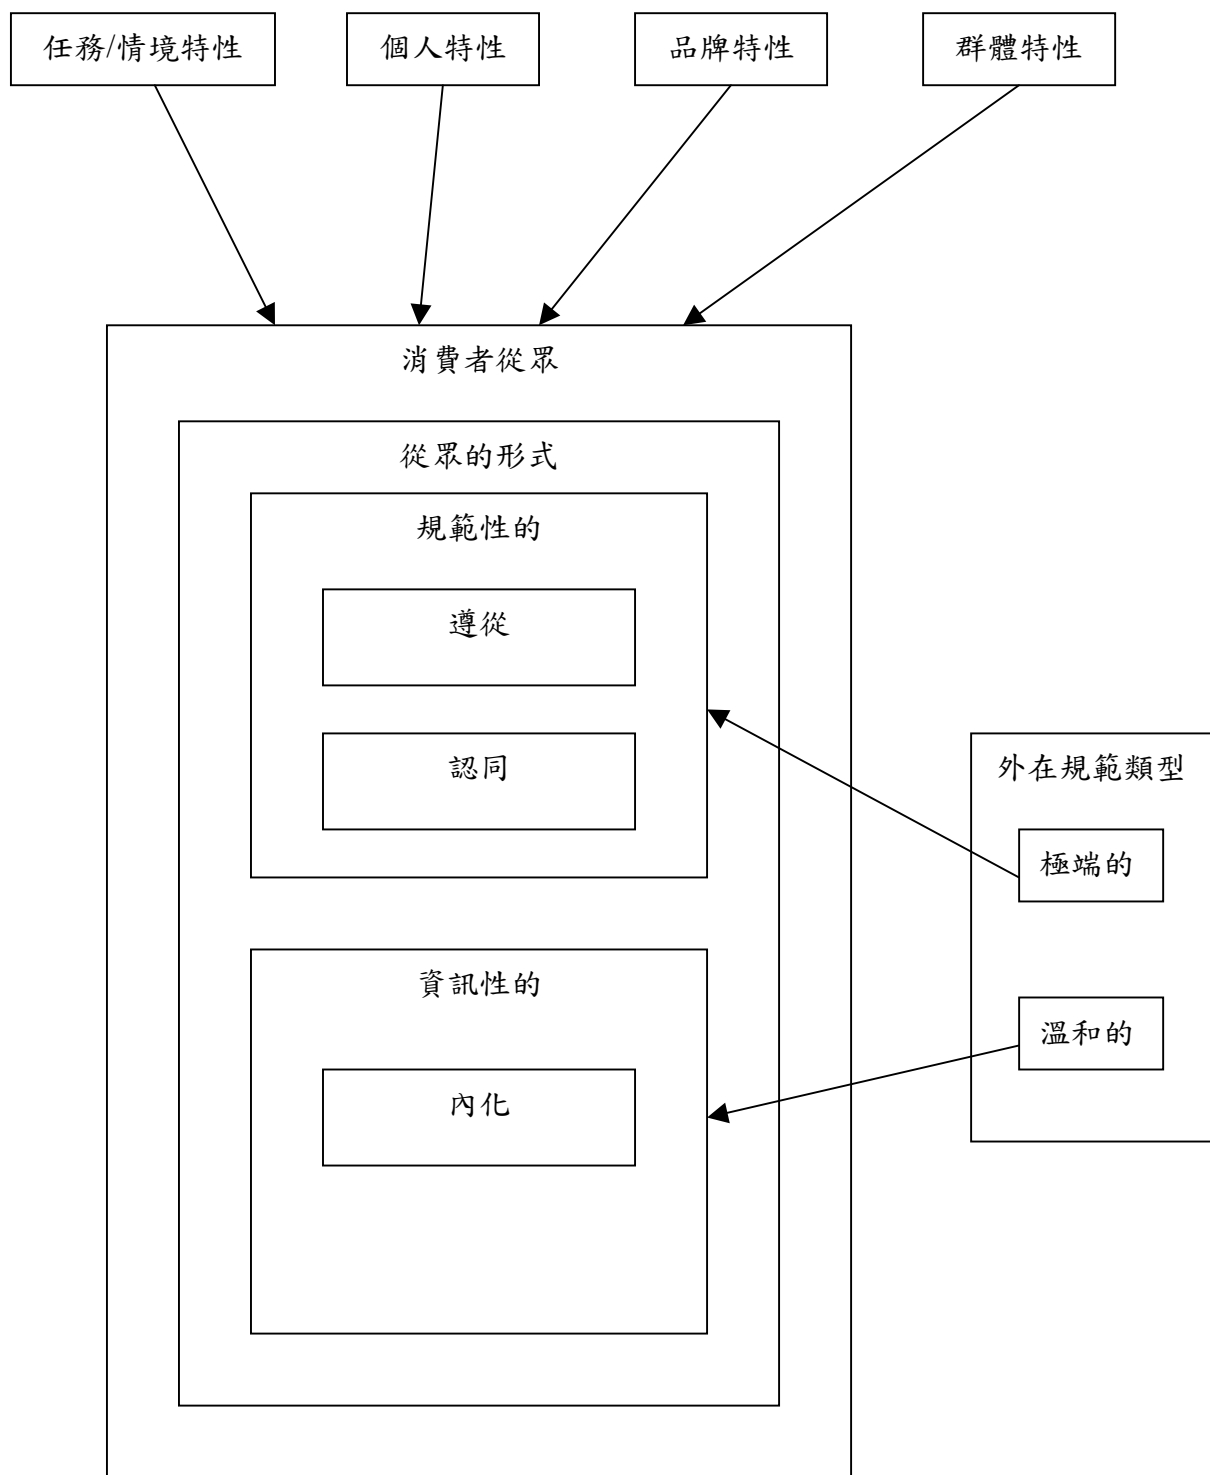 任務/情境特性
個人特性
品牌特性
群體特性
消費者從眾
從眾的形式
規範性的
遵從
認同
外在規範類型
極端的
資訊性的
溫和的
內化